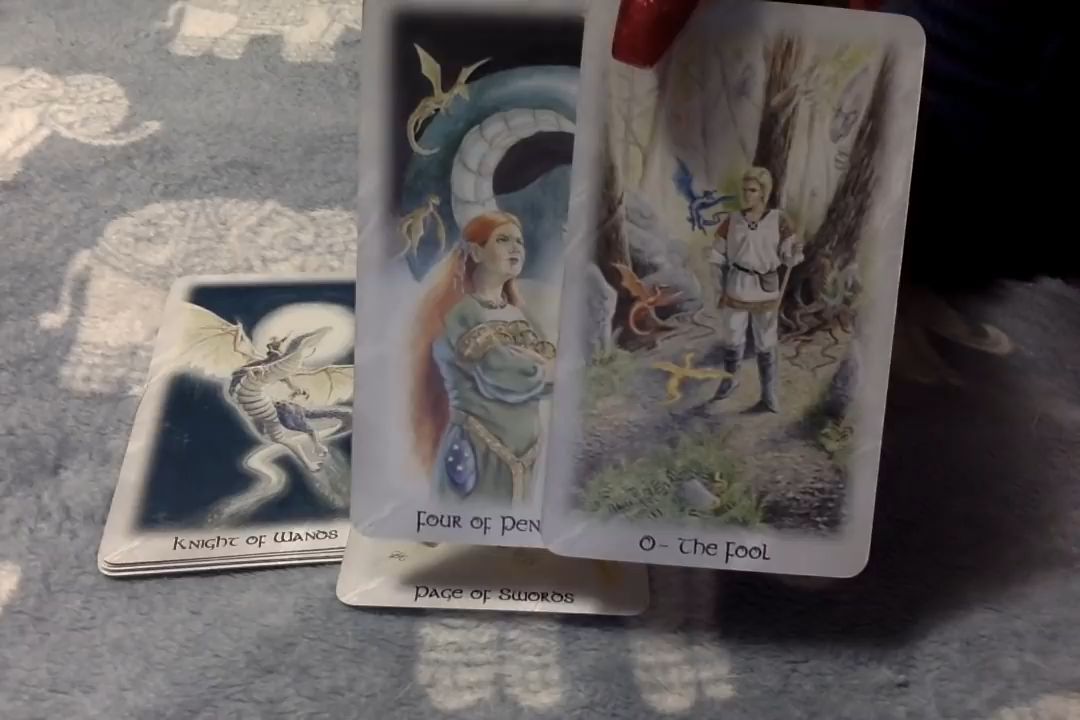 Knight of Wands
Four of Pen
0 - The Fool
Page of Swords